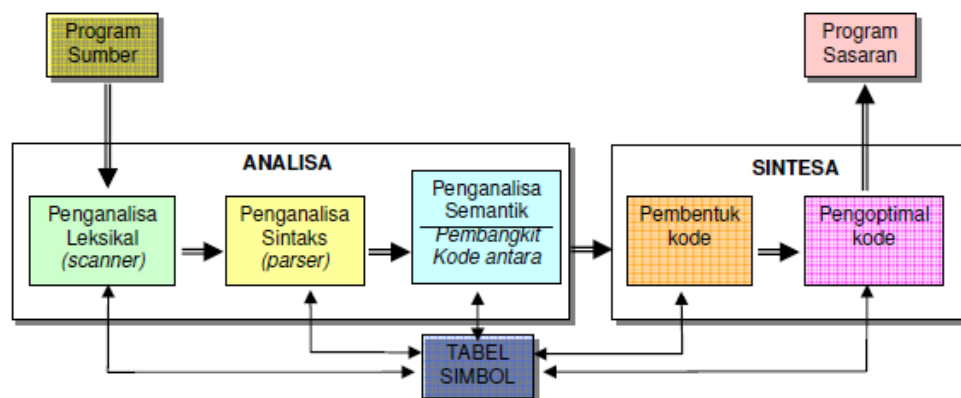 Program
Sumber
Program
Sasaran
ANALISA
Penganalisa
Leksikal
(scanner)
Penganalisa
Sintaks
(parser)
Penganalisa
Semantik
Pembangkit
Kode antara
SINTESA
Pembentuk
kode
Pengoptimal
kode
TABEL
SIMBOL